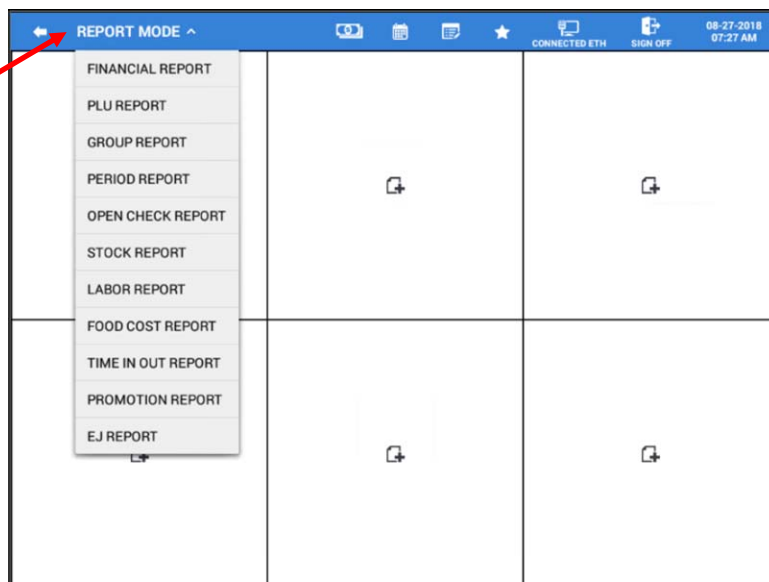 REPORT MODE
CONNECTED ETH
SIGN OFF
08-27-2018
07:27 AM
FINANCIAL REPORT
PLU REPORT
GROUP REPORT
PERIOD REPORT
OPEN CHECK REPORT
STOCK REPORT
LABOR REPORT
FOOD COST REPORT
TIME IN OUT REPORT
PROMOTION REPORT
EJ REPORT